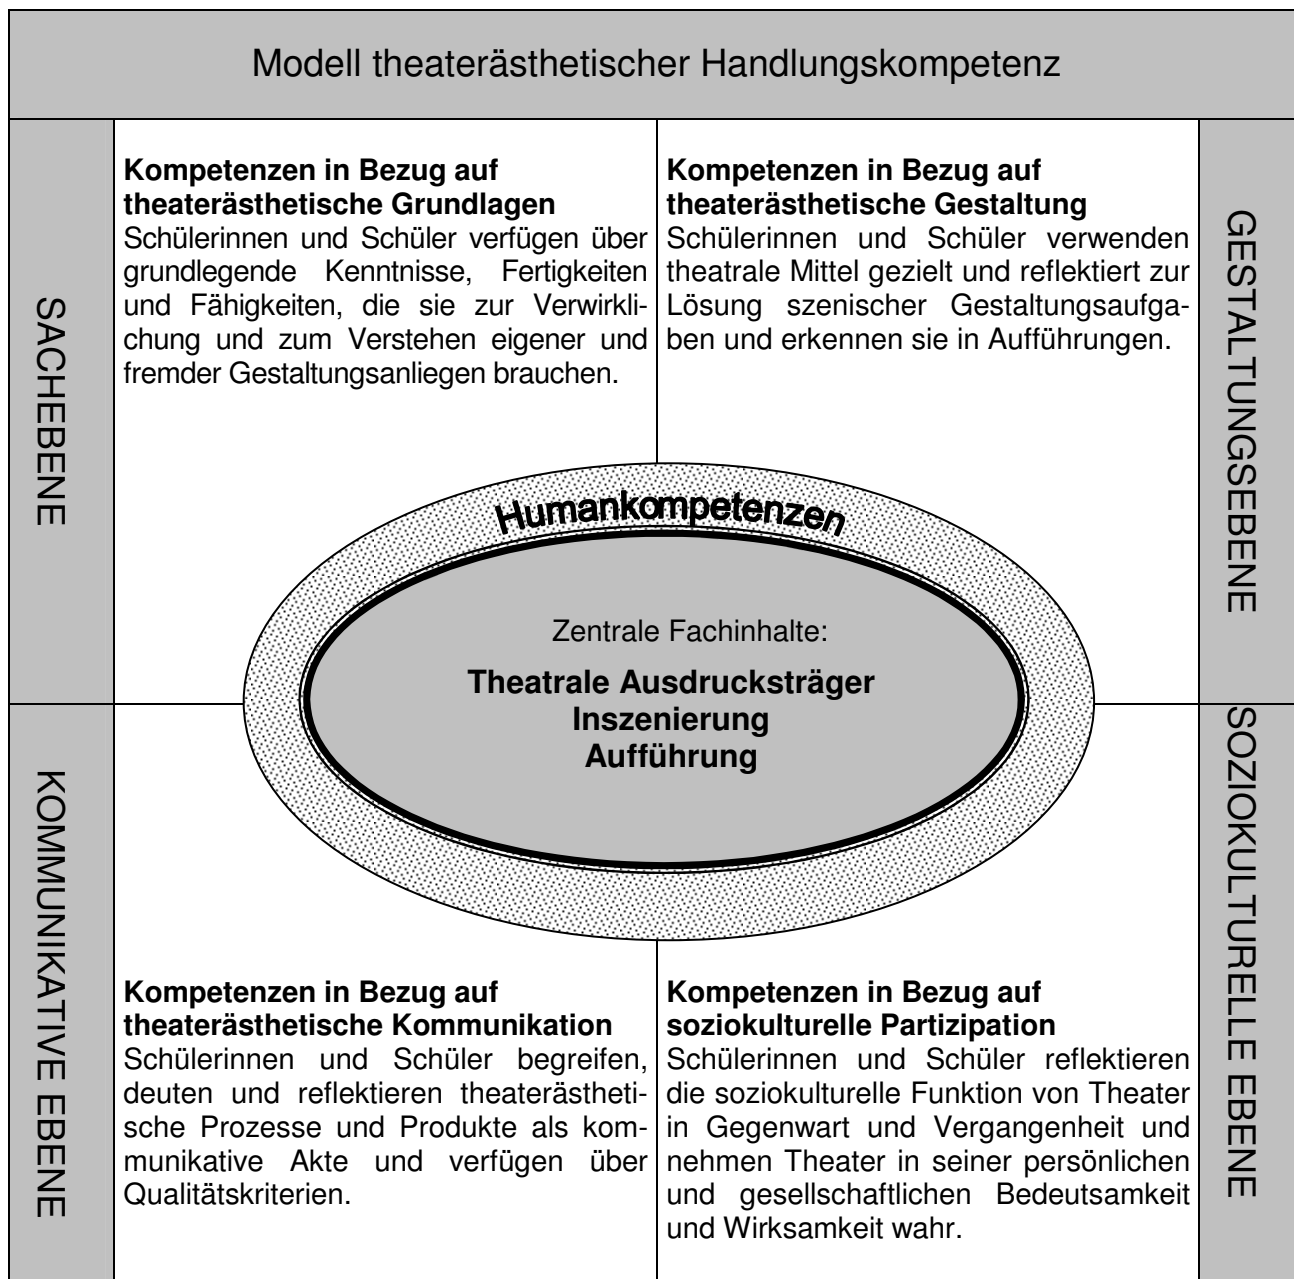 Modell theaterästhetischer Handlungskompetenz
SACHEBENE
Kompetenzen in Bezug auf
theaterästhetische Grundlagen
Schülerinnen und Schüler verfügen über
grundlegende Kenntnisse, Fertigkeiten
und Fähigkeiten, die sie zur Verwirkli-
chung und zum Verstehen eigener und
fremder Gestaltungsanliegen brauchen.
Kompetenzen in Bezug auf
theaterästhetische Gestaltung
Schülerinnen und Schüler verwenden
theatrale Mittel gezielt und reflektiert zur
Lösung szenischer Gestaltungsaufga-
ben und erkennen sie in Aufführungen.
GESTALTUNGSEBENE
Humankompetenzen
Zentrale Fachinhalte:
Theatrale Ausdrucksträger
Inszenierung
Aufführung
KOMMUNIKATIVE EBENE
Kompetenzen in Bezug auf
theaterästhetische Kommunikation
Schülerinnen und Schüler begreifen,
deuten und reflektieren theaterästheti-
sche Prozesse und Produkte als kom-
munikative Akte und verfügen über
Qualitätskriterien.
Kompetenzen in Bezug auf
soziokulturelle Partizipation
Schülerinnen und Schüler reflektieren
die soziokulturelle Funktion von Theater
in Gegenwart und Vergangenheit und
nehmen Theater in seiner persönlichen
und gesellschaftlichen Bedeutsamkeit
und Wirksamkeit wahr.
SOZIOKULTURELLE EBENE